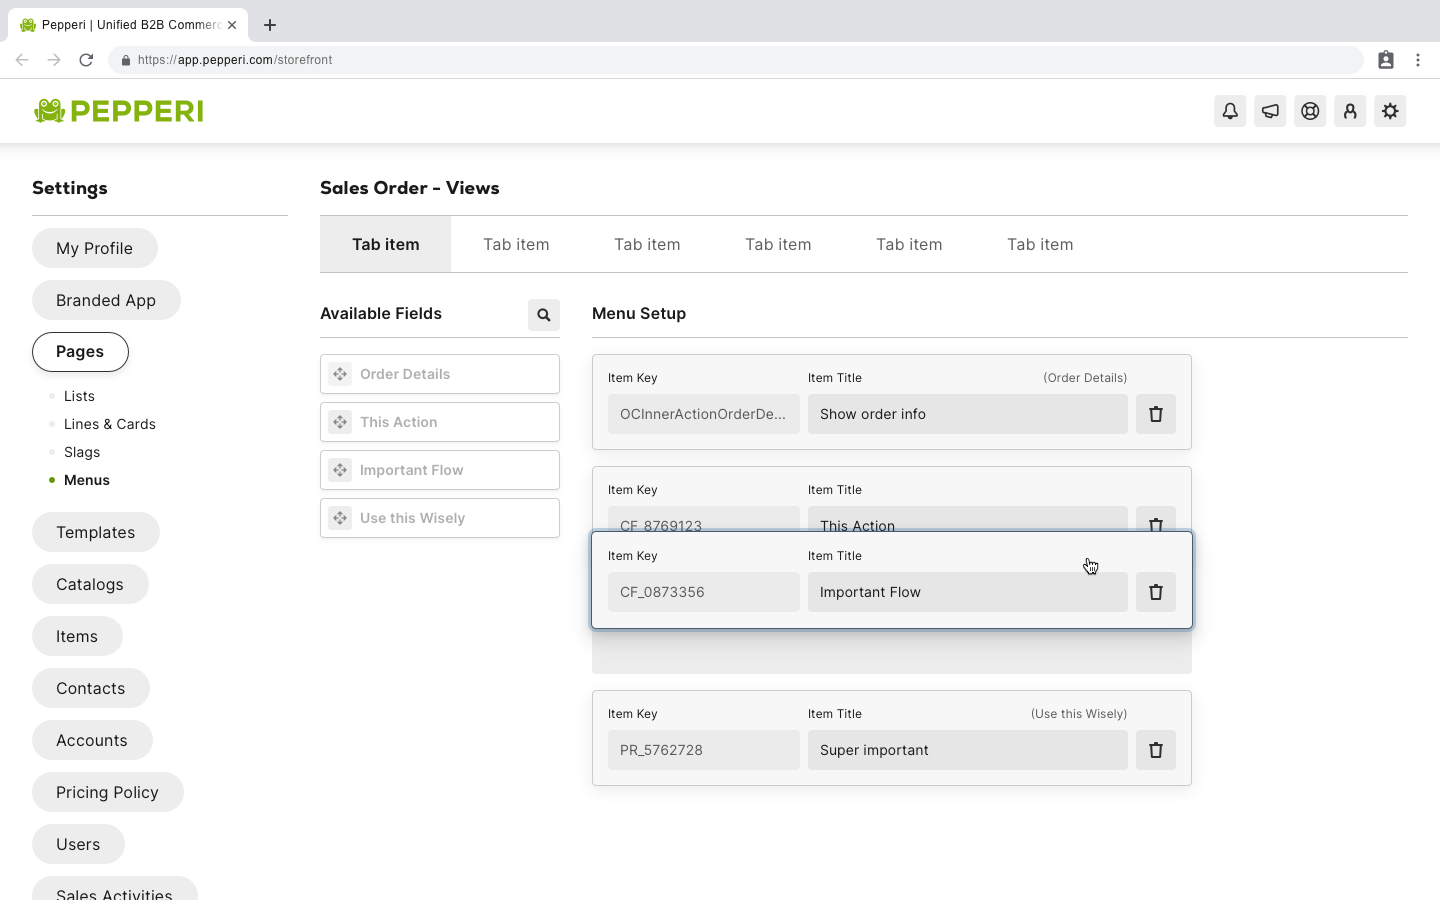 Pepperi | Unified B2B Commerc
https://app.pepperi.com/storefront
PEPPERI
Settings
My Profile
Branded App
Pages
Lists
Lines & Cards
Slags
Menus
Templates
Catalogs
Items
Contacts
Accounts
Pricing Policy
Users
Sales Activities
Sales Order - Views
Tab item Tab item Tab item Tab item Tab item Tab item
Available Fields
Order Details
This Action
Important Flow
Use this Wisely
Menu Setup
Item Key Item Title (Order Details)
OCInnerActionOrderDe... Show order info
Item Key Item Title
CF_8769123 This Action
Item Key Item Title
CF_0873356 Important Flow
Item Key Item Title (Use this Wisely)
PR_5762728 Super important